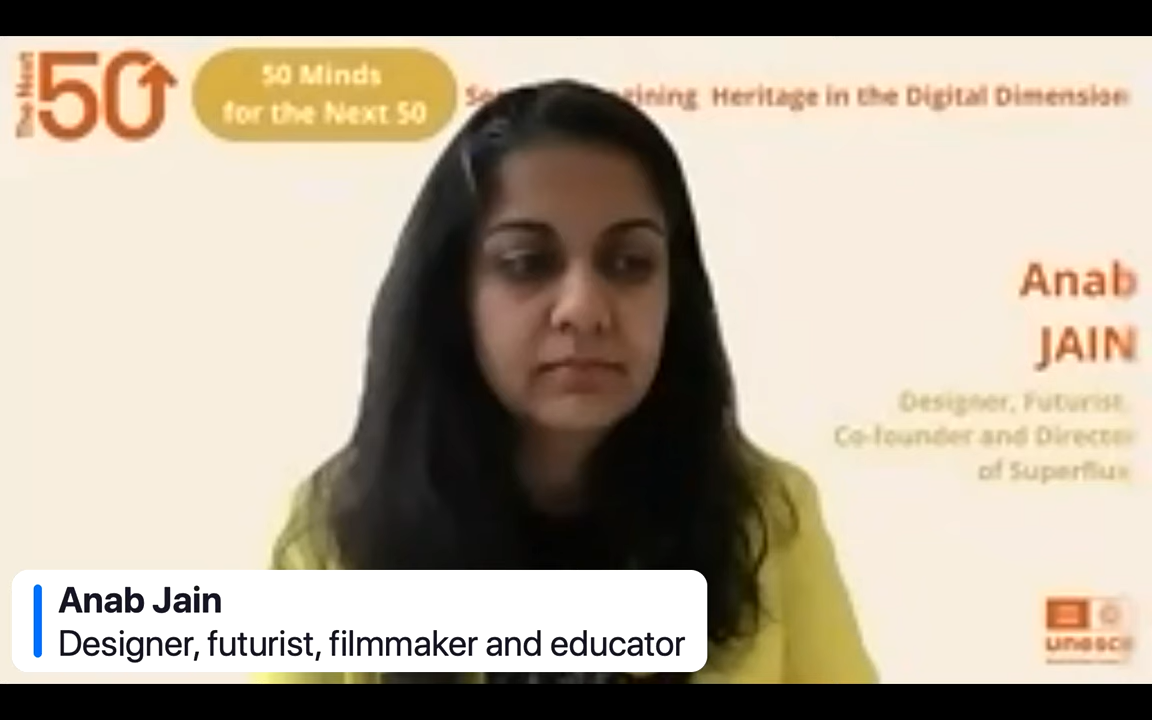 The Next
50
50 Minds
for the Next 50
Heritage in the Digital Dimension
Anab
JAIN
Designer, Futurist,
Co-founder and Director
of Superflux
unesco
Anab Jain
Designer, futurist, filmmaker and educator